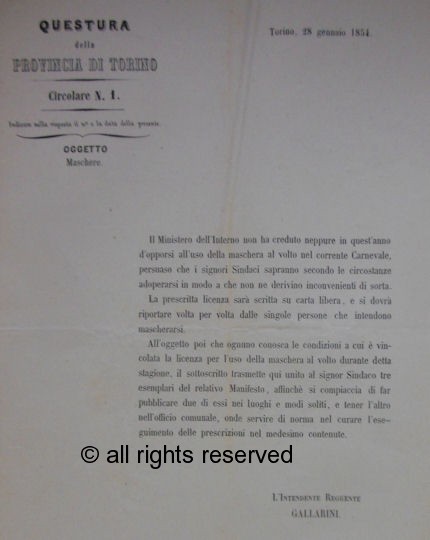 QUESTURA
della
PROVINCIA DI TORINO
Circolare N. 1.
Indicare nella risposta il n.° e la data della presente.
OGGETTO
Maschere.
Torino, 28 gennaio 1854.
Il Ministero dell'Interno non ha creduto neppure in quest'anno
d'opporsi all'uso della maschera al volto nel corrente Carnevale,
persuaso che i signori Sindaci sapranno secondo le circostanze
adoperarsi in modo a che non ne derivino inconvenienti di sorta.
La prescritta licenza sarà scritta su carta libera, e si dovrà
riportare volta per volta dalle singole persone che intendono
mascherarsi.
All'oggetto poi che ognuno conosca le condizioni a cui è vin-
colata la licenza per l'uso della maschera al volto durante detta
stagione, il sottoscritto trasmette qui unito al signor Sindaco tre
esemplari del relativo Manifesto, affinchè si compiaccia di far
pubblicare due di essi nei luoghi e modi soliti, e tener l'altro
nell'officio comunale, onde servire di norma nel curare l'ese-
guimento delle prescrizioni nel medesimo contenute.
© all rights reserved
L'INTENDENTE REGGENTE
GALLARINI.